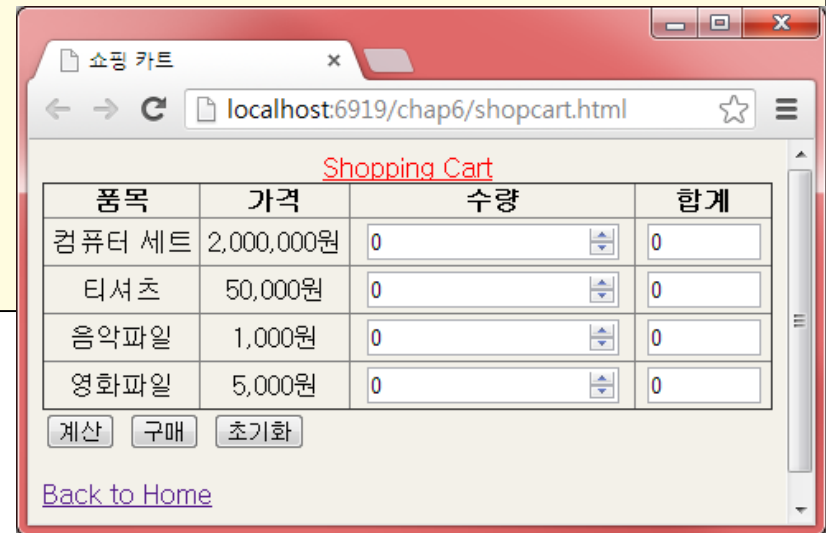 쇼핑 카트
localhost:6919/chap6/shopcart.html
Shopping Cart
품목 가격 수량 합계
컴퓨터 세트 2,000,000원 0 0
티셔츠 50,000원 0 0
음악파일 1,000원 0 0
영화파일 5,000원 0 0
계산 구매 초기화
Back to Home